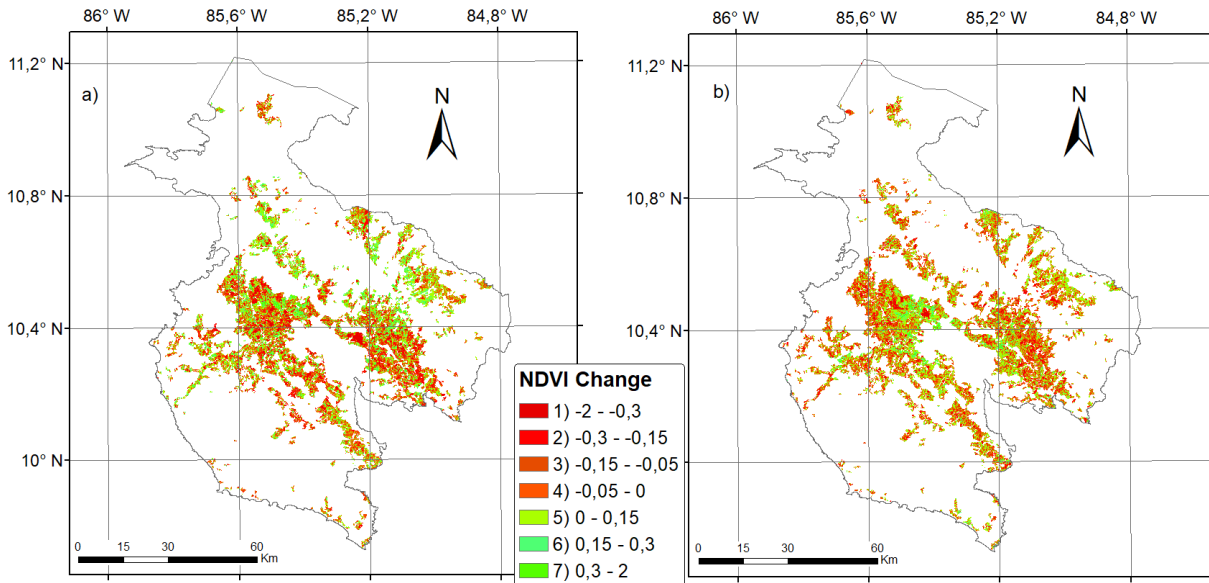 86° W 85,6° W 85,2° W 84,8° W
11,2° N
a)
N
10,8° N
10,4° N
10° N
0 15 30 60
Km
NDVI Change
1) -2 - -0,3
2) -0,3 - -0,15
3) -0,15 - -0,05
4) -0,05 - 0
5) 0 - 0,15
6) 0,15 - 0,3
7) 0,3 - 2
86° W 85,6° W 85,2° W 84,8° W
11,2° N
b)
N
10,8° N
10,4° N
0 15 30 60
Km